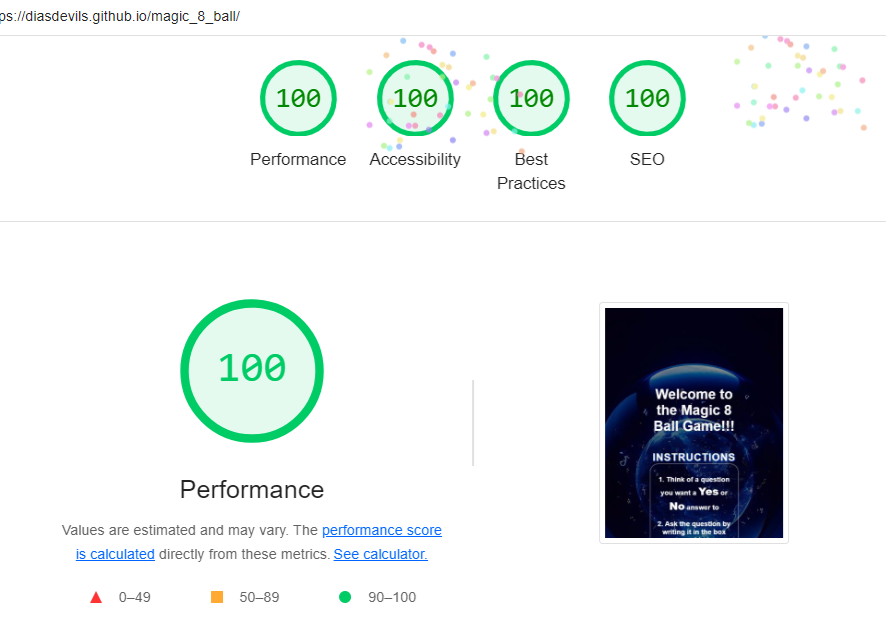 ps://diasdevils.github.io/magic_8_ball/
100
100
100
100
Performance
Accessibility
Best
Practices
SEO
100
Performance
Values are estimated and may vary. The performance score
is calculated directly from these metrics. See calculator.
0–49
50–89
90–100
Welcome to
the Magic 8
Ball Game!!!
INSTRUCTIONS
1. Think of a question
you want a Yes or
No answer to
2. Ask the question by
writing it in the box